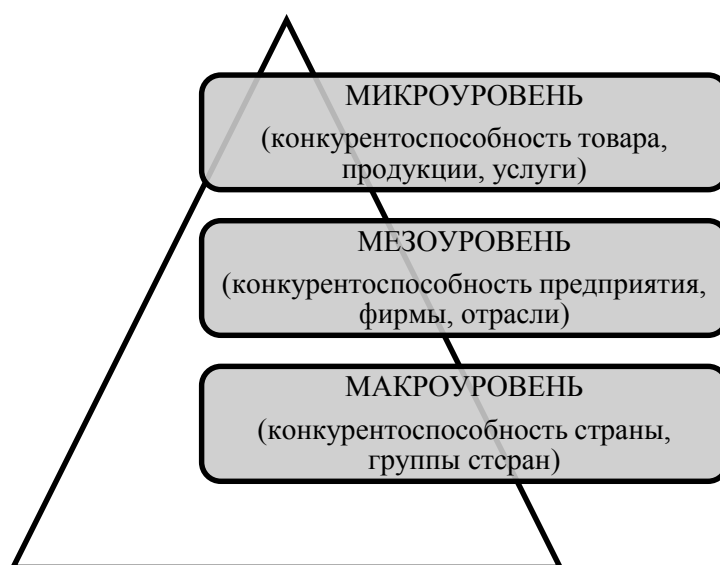 МИКРОУРОВЕНЬ
(конкурентоспособность товара,
продукции, услуги)
МЕЗОУРОВЕНЬ
(конкурентоспособность предприятия,
фирмы, отрасли)
МАКРОУРОВЕНЬ
(конкурентоспособность страны,
группы стсран)